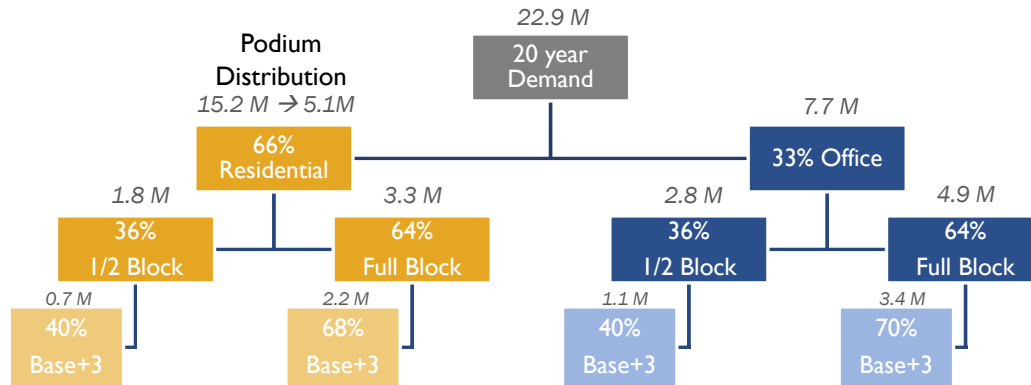 22.9 M
20 year
Demand
Podium
Distribution
15.2 M → 5.1M
7.7 M
66%
Residential
33% Office
1.8 M
3.3 M
2.8 M
4.9 M
36%
1/2 Block
64%
Full Block
36%
1/2 Block
64%
Full Block
0.7 M
2.2 M
1.1 M
3.4 M
40%
Base+3
68%
Base+3
40%
Base+3
70%
Base+3